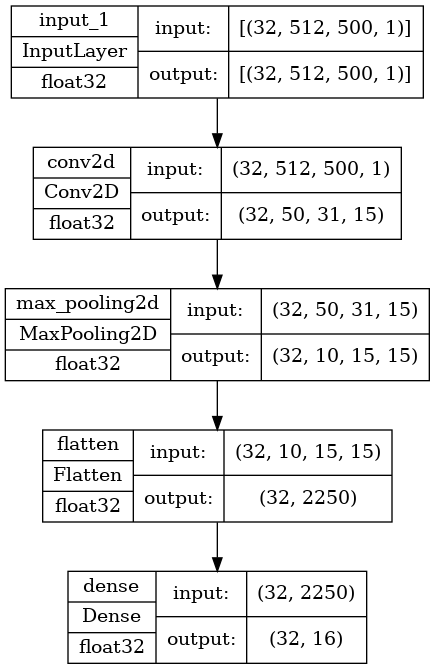 input_1
InputLayer
float32
input:
[(32, 512, 500, 1)]
output:
[(32, 512, 500, 1)]
conv2d
Conv2D
float32
input:
(32, 512, 500, 1)
output:
(32, 50, 31, 15)
max_pooling2d
MaxPooling2D
float32
input:
(32, 50, 31, 15)
output:
(32, 10, 15, 15)
flatten
Flatten
float32
input:
(32, 10, 15, 15)
output:
(32, 2250)
dense
Dense
float32
input:
(32, 2250)
output:
(32, 16)